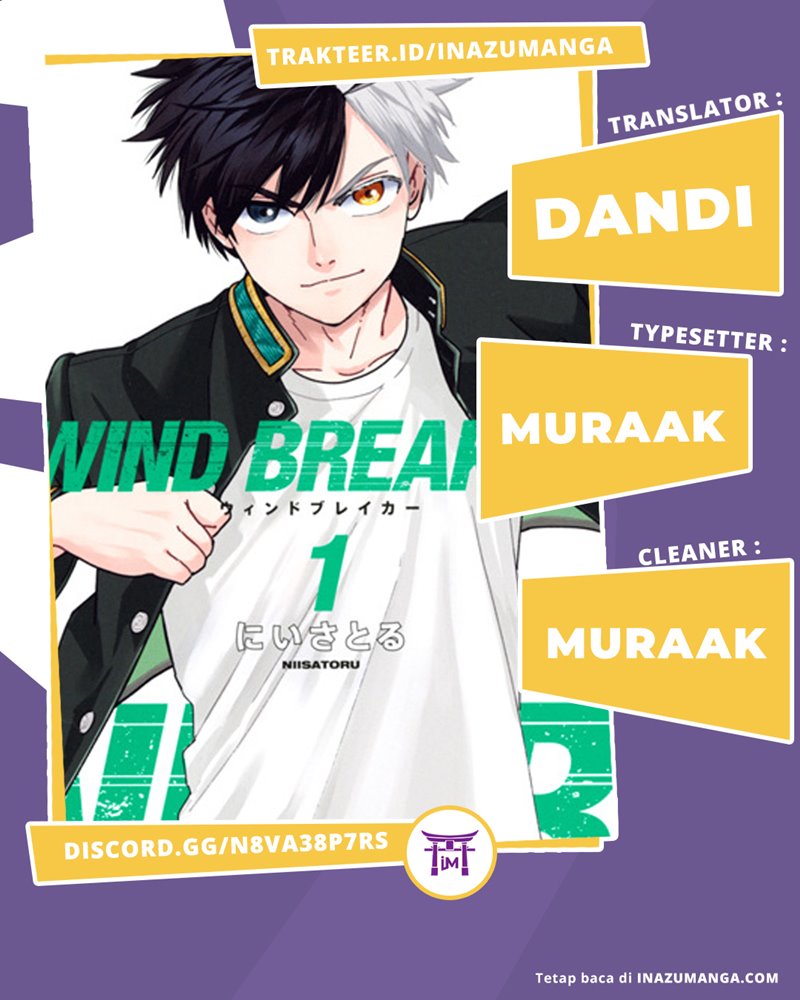 TRAKTEER.ID/INAZUMANGA
TRANSLATOR :
DANDI
TYPESETTER :
MURAAK
WIND BREAK
ウィンドブレイカー
1
にいさとる
NIISATORU
CLEANER :
MURAAK
DISCORD.GG/N8VA38P7RS
iM
Tetap baca di INAZUMANGA.COM